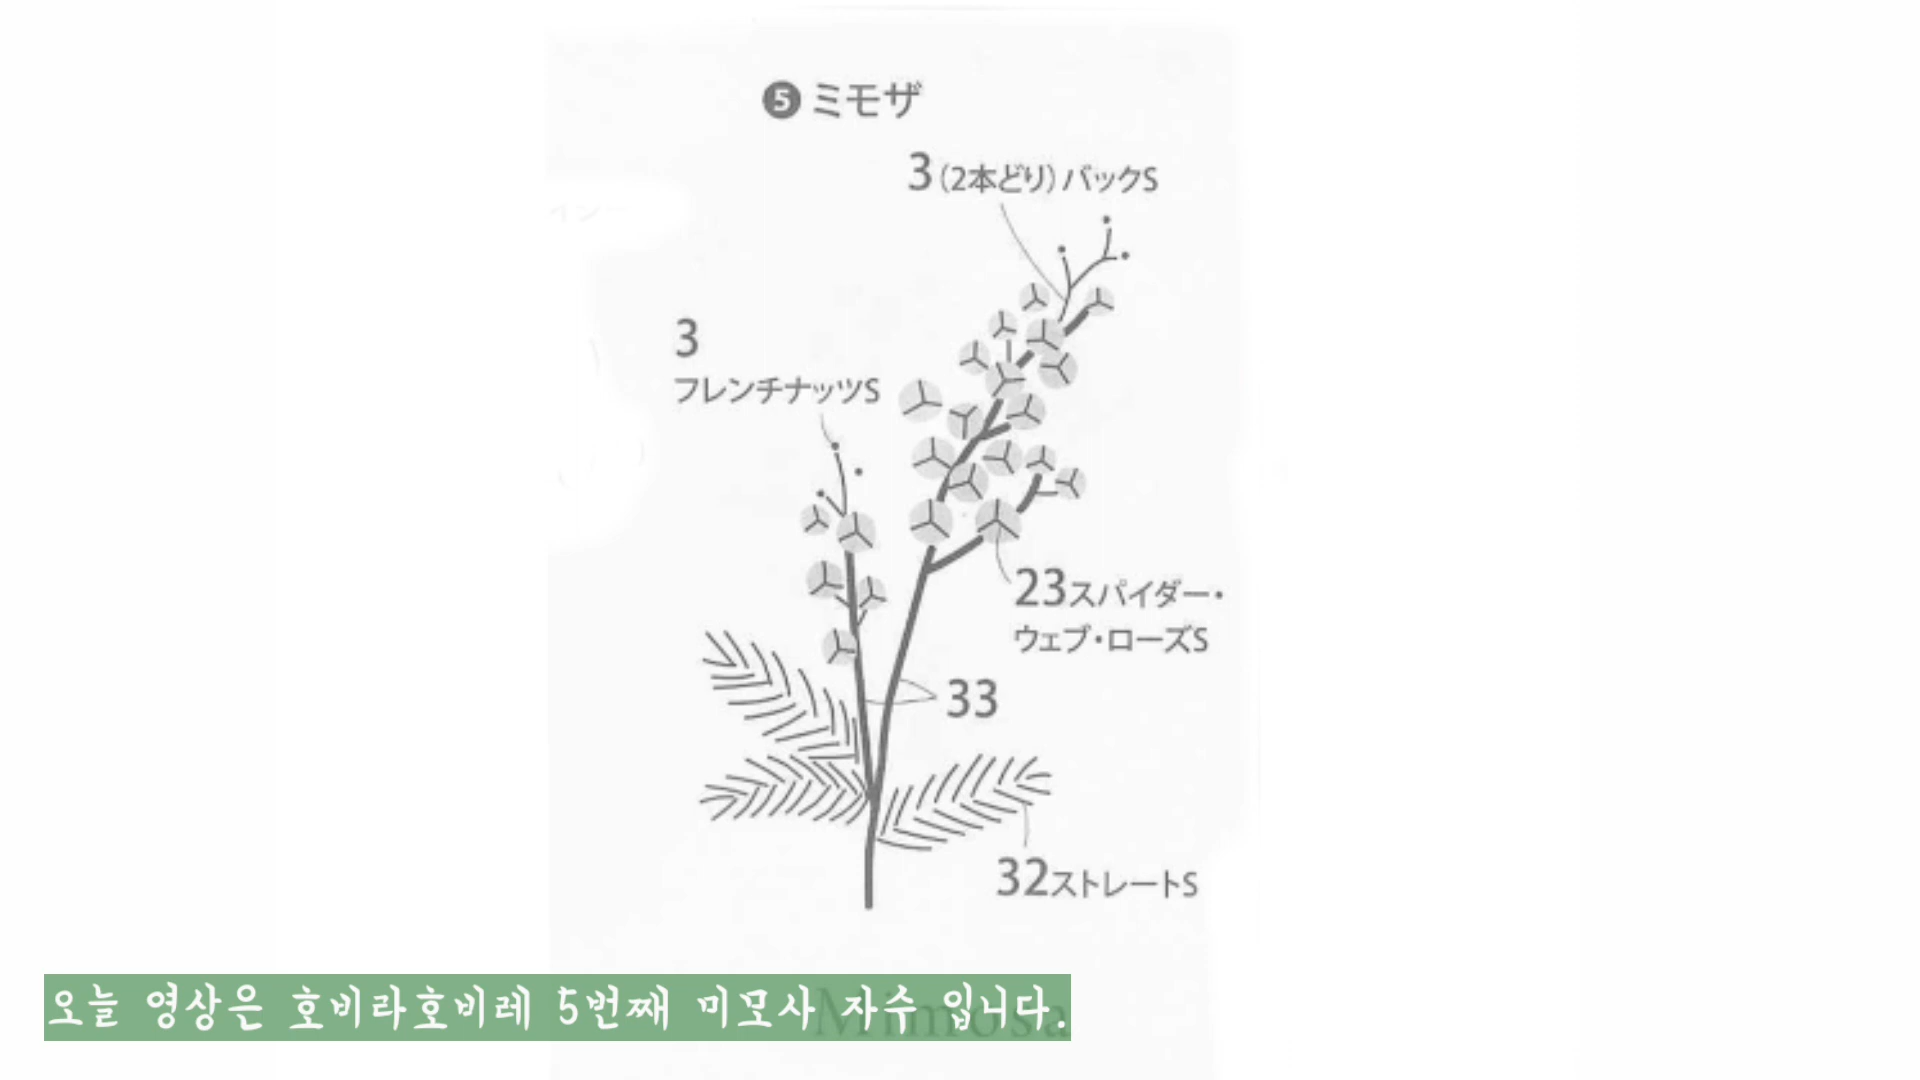 ❺ ミモザ
3(2本どり)バックS
3
フレンチナッツS
23スパイダー・
ウェブ・ローズS
33
32ストレートS
오늘 영상은 호비라호비레 5번째 미모사 자수 입니다.
Mimosa